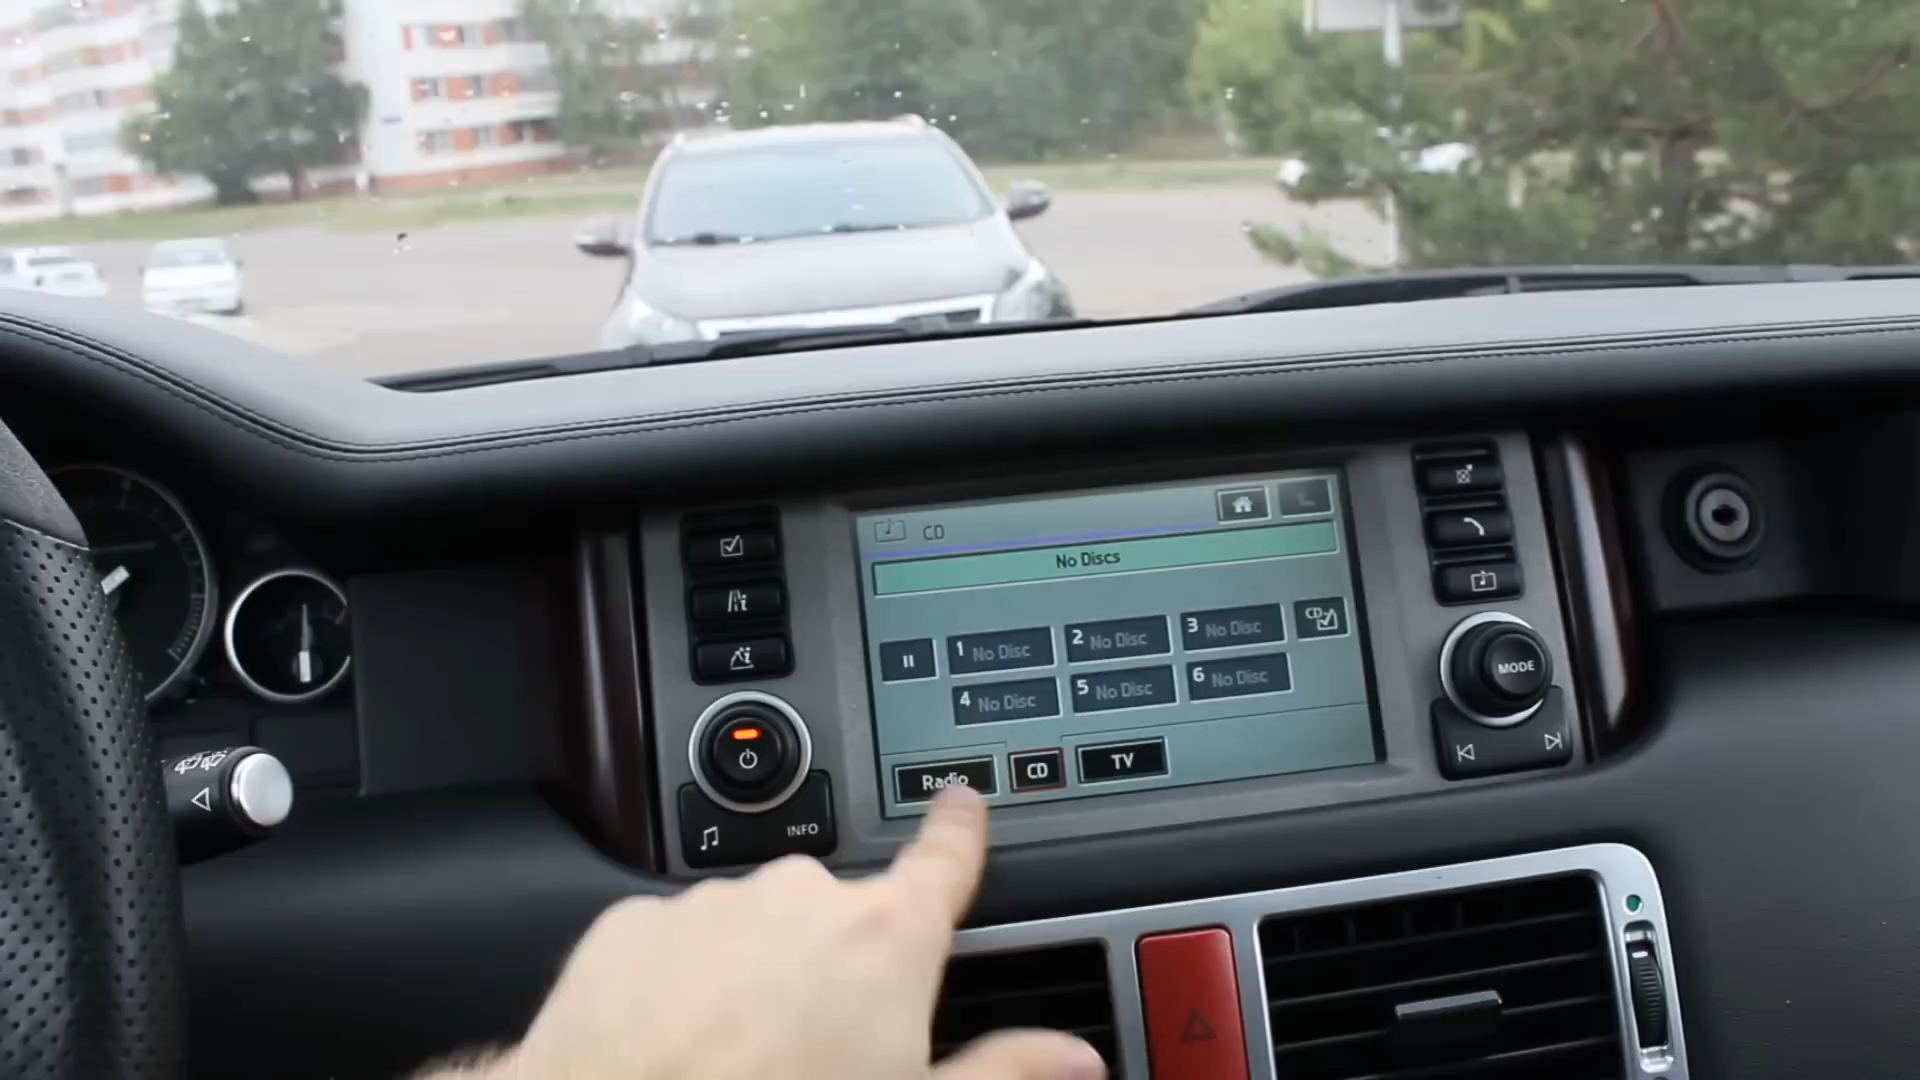 CD
No Discs
1 No Disc
2 No Disc
3 No Disc
CD
4 No Disc
5 No Disc
6 No Disc
Radio
CD
TV
MODE
INFO